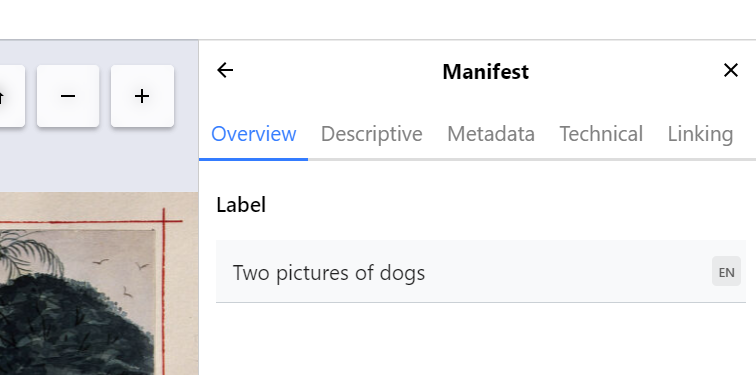 Manifest
Overview Descriptive Metadata Technical Linking
Label
Two pictures of dogs EN